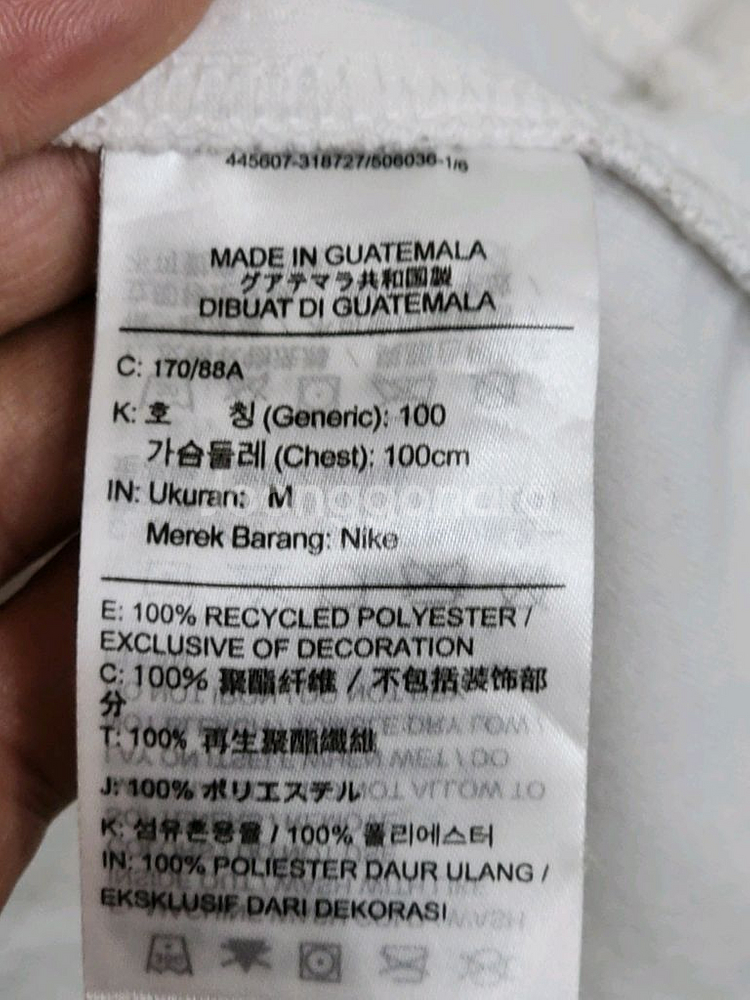 445607-318727/506036-1/6
MADE IN GUATEMALA
グアテマラ共和国製
DIBUAT DI GUATEMALA
C: 170/88A
K: 호 칭 (Generic): 100
가슴둘레 (Chest): 100cm
IN: Ukuran: M
Merek Barang: Nike
E: 100% RECYCLED POLYESTER /
EXCLUSIVE OF DECORATION
C: 100% 聚酯纤维 / 不包括装饰部
分
T: 100% 再生聚酯纖維
J: 100% ポリエステル
K: 섬유혼용율 / 100% 폴리에스터
IN: 100% POLIESTER DAUR ULANG /
EKSKLUSIF DARI DEKORASI